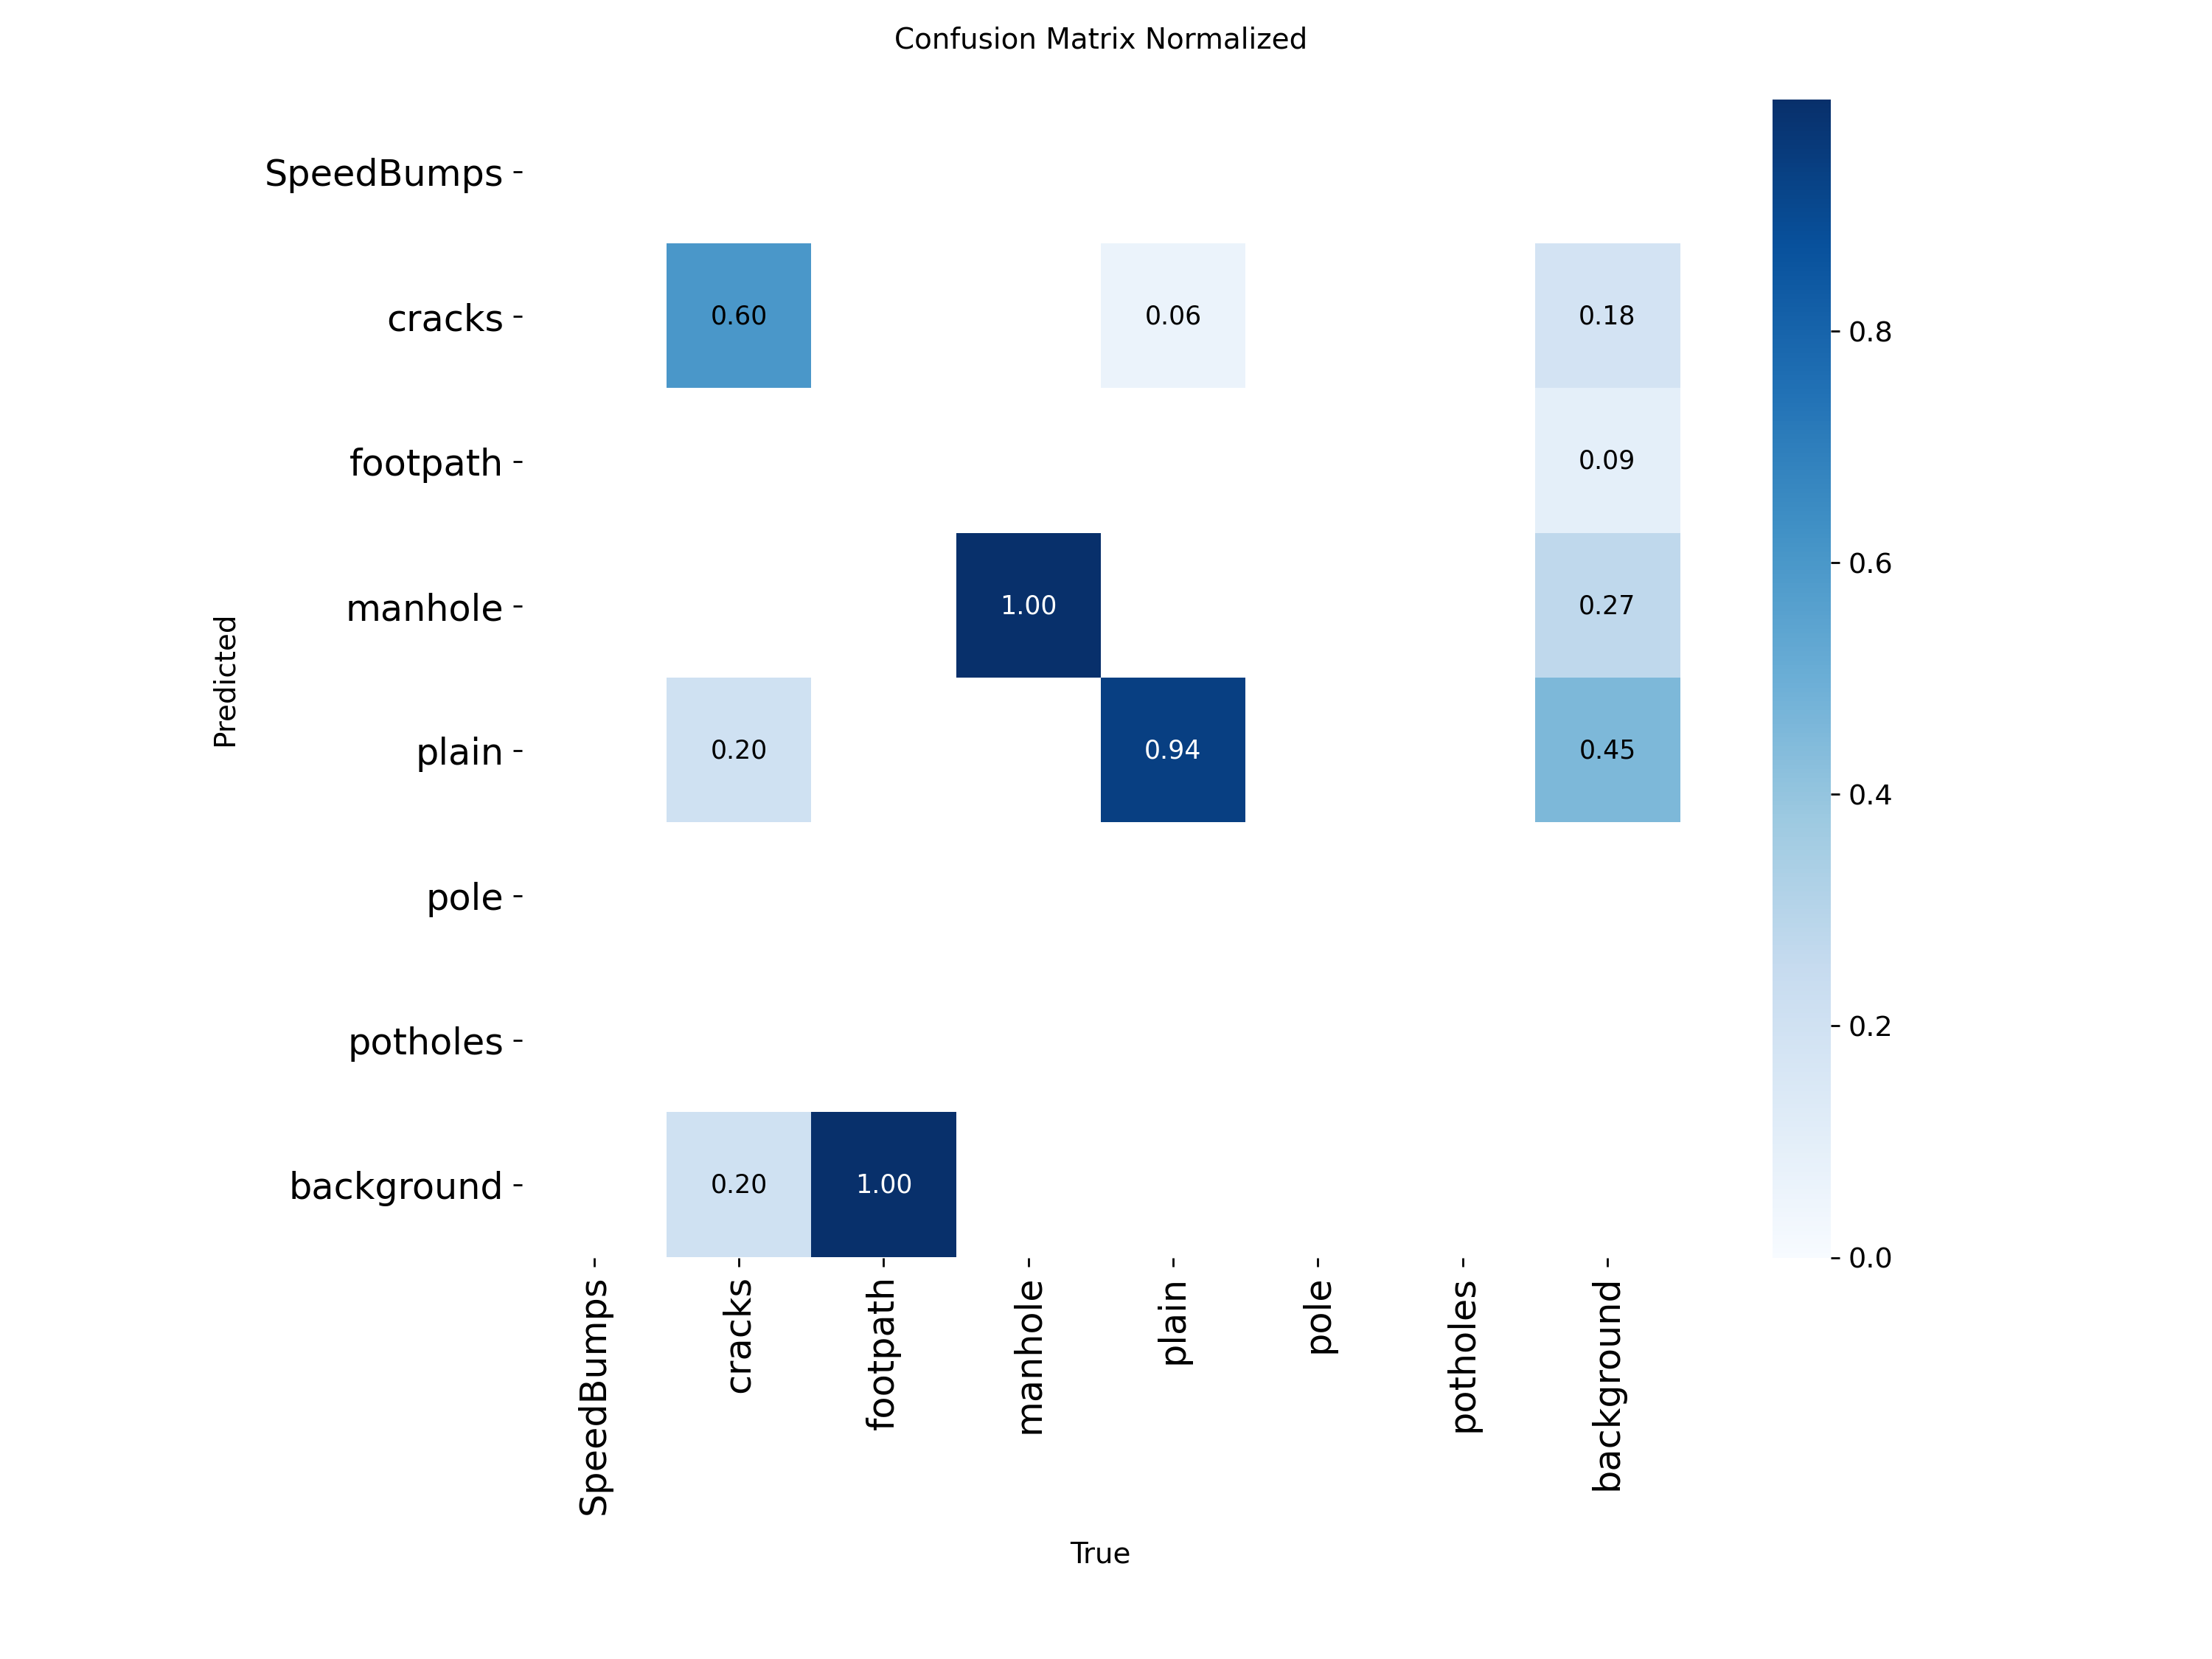 Confusion Matrix Normalized
SpeedBumps
cracks
0.60
0.06
0.18
0.8
footpath
0.09
0.6
manhole
1.00
0.27
Predicted
plain
0.20
0.94
0.45
0.4
pole
potholes
0.2
background
0.20
1.00
0.0
SpeedBumps
cracks
footpath
manhole
plain
pole
potholes
background
True